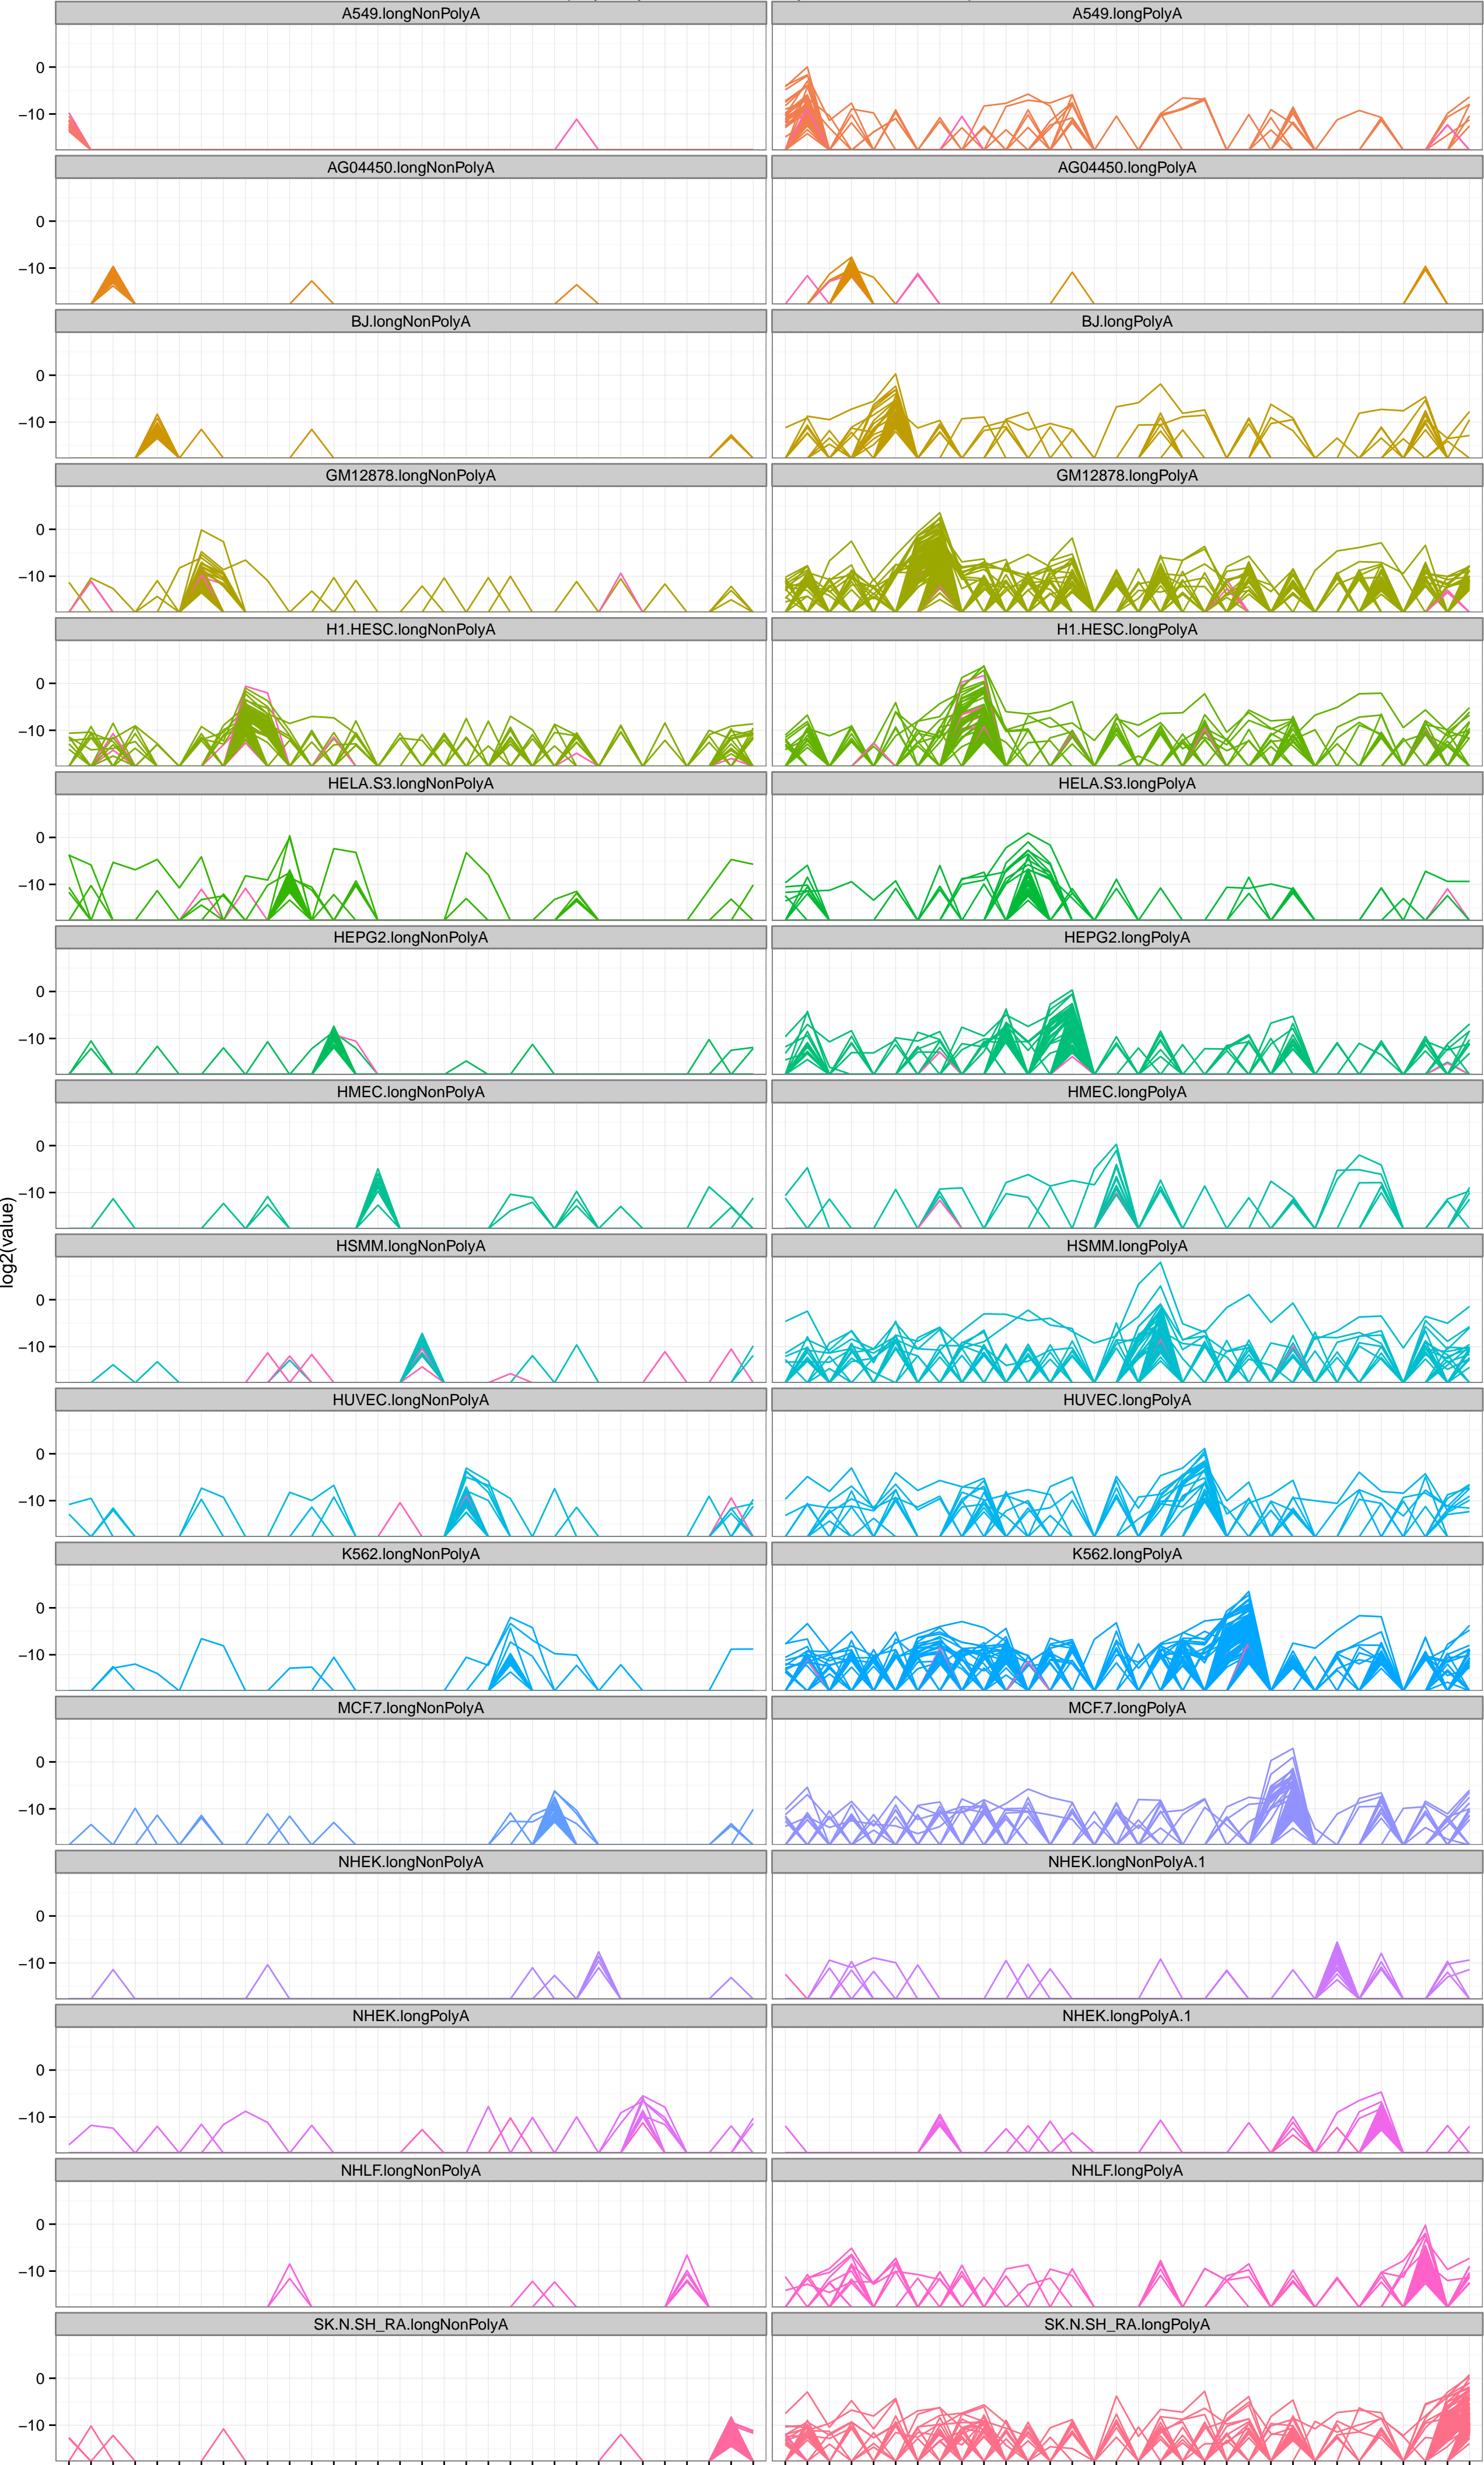 A549.longNonPolyA
A549.longPolyA
0
−10
AG04450.longNonPolyA
AG04450.longPolyA
0
−10
BJ.longNonPolyA
BJ.longPolyA
0
−10
GM12878.longNonPolyA
GM12878.longPolyA
0
−10
H1.HESC.longNonPolyA
H1.HESC.longPolyA
0
−10
HELA.S3.longNonPolyA
HELA.S3.longPolyA
0
−10
HEPG2.longNonPolyA
HEPG2.longPolyA
0
−10
HMEC.longNonPolyA
HMEC.longPolyA
0
−10
log2(value)
HSMM.longNonPolyA
HSMM.longPolyA
0
−10
HUVEC.longNonPolyA
HUVEC.longPolyA
0
−10
K562.longNonPolyA
K562.longPolyA
0
−10
MCF.7.longNonPolyA
MCF.7.longPolyA
0
−10
NHEK.longNonPolyA
NHEK.longNonPolyA.1
0
−10
NHEK.longPolyA
NHEK.longPolyA.1
0
−10
NHLF.longNonPolyA
NHLF.longPolyA
0
−10
SK.N.SH_RA.longNonPolyA
SK.N.SH_RA.longPolyA
0
−10